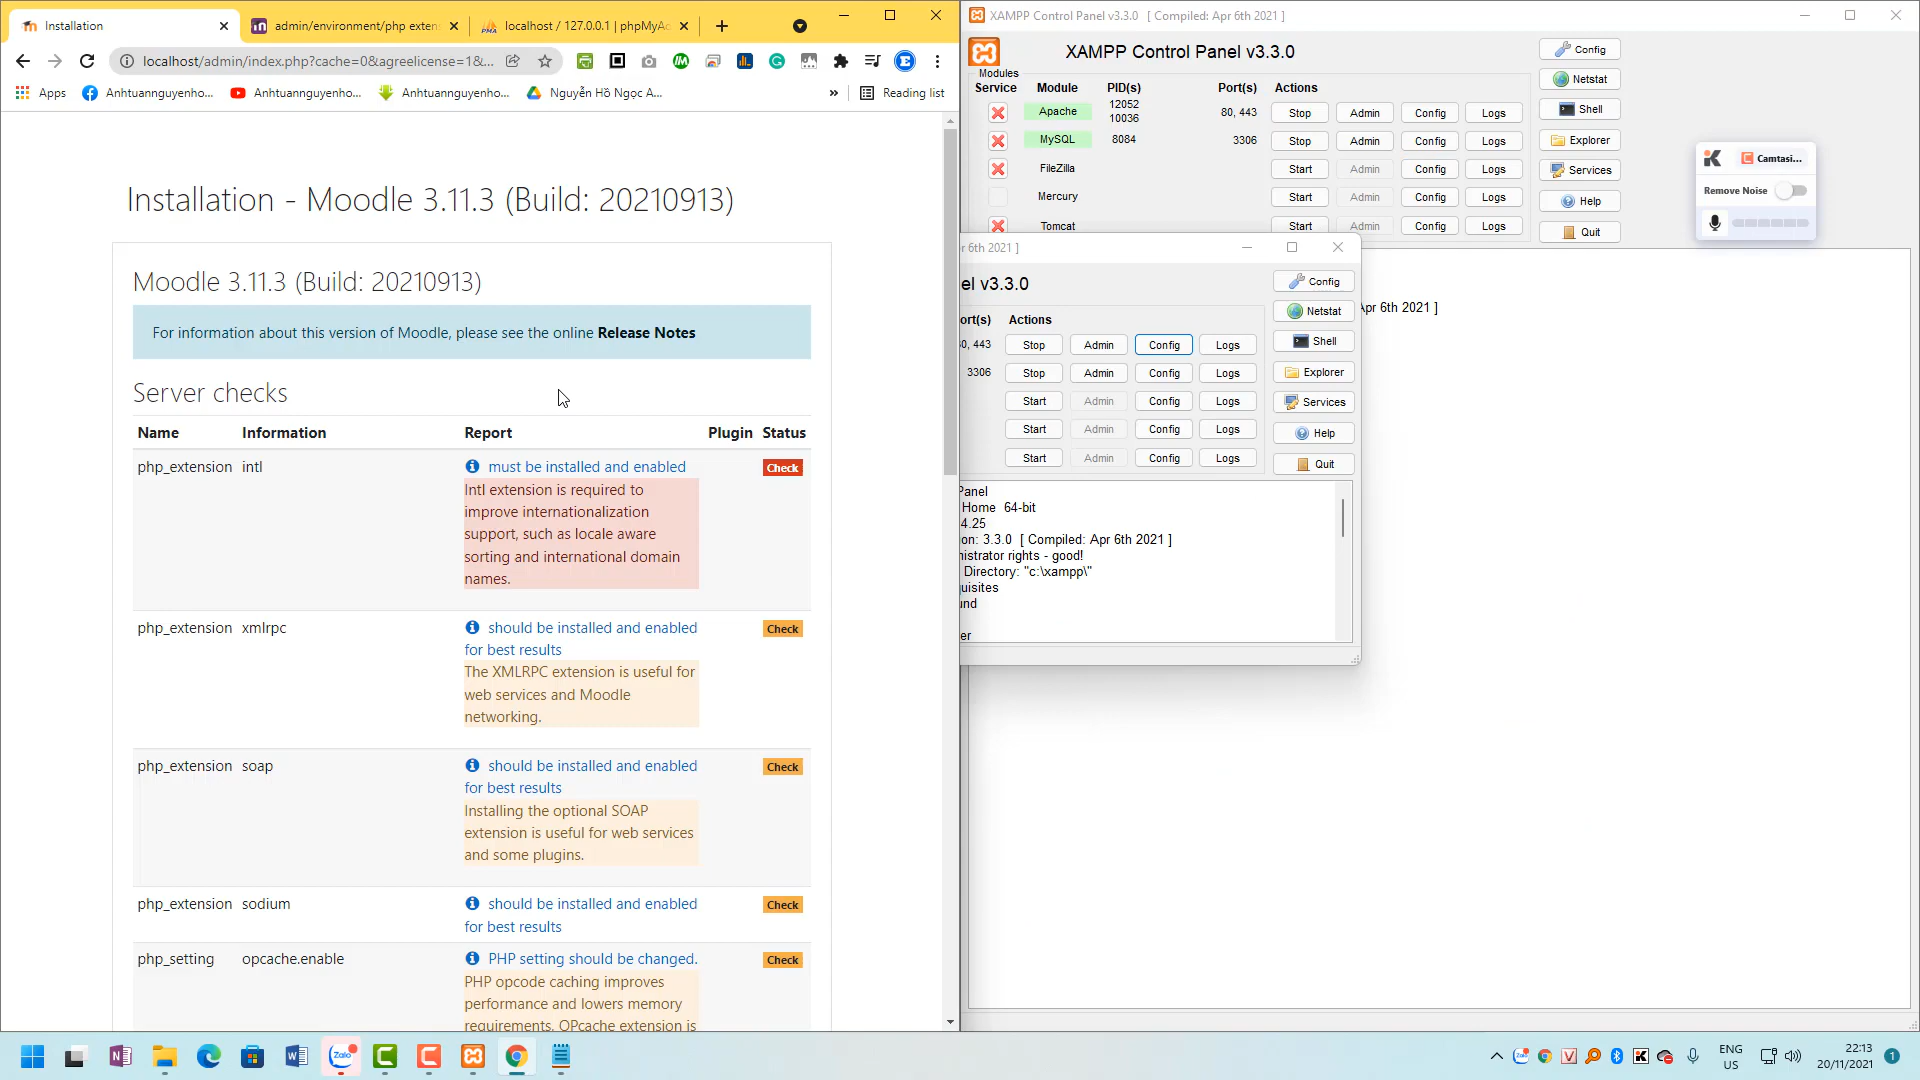 Installation
admin/environment/php exten
localhost / 127.0.0.1 | phpMyAd
localhost/admin/index.php?cache=0&agreelicense=1&...
Apps
Anhtuannguyenho...
Anhtuannguyenho...
Anhtuannguyenho...
Nguyễn Hồ Ngọc A...
»
Reading list
Installation - Moodle 3.11.3 (Build: 20210913)
Moodle 3.11.3 (Build: 20210913)
For information about this version of Moodle, please see the online Release Notes
Server checks
Name Information Report Plugin Status
php_extension intl must be installed and enabled Check
Intl extension is required to
improve internationalization
support, such as locale aware
sorting and international domain
names.
php_extension xmlrpc should be installed and enabled Check
for best results
The XMLRPC extension is useful for
web services and Moodle
networking.
php_extension soap should be installed and enabled Check
for best results
Installing the optional SOAP
extension is useful for web services
and some plugins.
php_extension sodium should be installed and enabled Check
for best results
php_setting opcache.enable PHP setting should be changed. Check
PHP opcode caching improves
performance and lowers memory
requirements. OPcache extension is
XAMPP Control Panel v3.3.0 [ Compiled: Apr 6th 2021 ]
XAMPP Control Panel v3.3.0
Config
Netstat
Shell
Explorer
Services
Help
Quit
Modules
Service Module PID(s) Port(s) Actions
Apache 12052 80, 443 Stop Admin Config Logs
10036
MySQL 8084 3306 Stop Admin Config Logs
FileZilla Start Admin Config Logs
Mercury Start Admin Config Logs
Tomcat Start Admin Config Logs
Camtasi...
Remove Noise
Apr 6th 2021 ]
r 6th 2021 ]
el v3.3.0
Config
Netstat
Shell
Explorer
Services
Help
Quit
ort(s) Actions
0, 443 Stop Admin Config Logs
3306 Stop Admin Config Logs
Start Admin Config Logs
Start Admin Config Logs
Start Admin Config Logs
Panel
Home 64-bit
4.25
on: 3.3.0 [ Compiled: Apr 6th 2021 ]
nistrator rights - good!
Directory: "c:\xampp\"
quisites
und
er
Zalo
ENG
US
22:13
20/11/2021
1